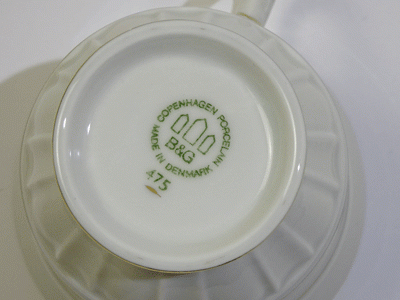 COPENHAGEN PORCELAIN
B&G
MADE IN DENMARK
475